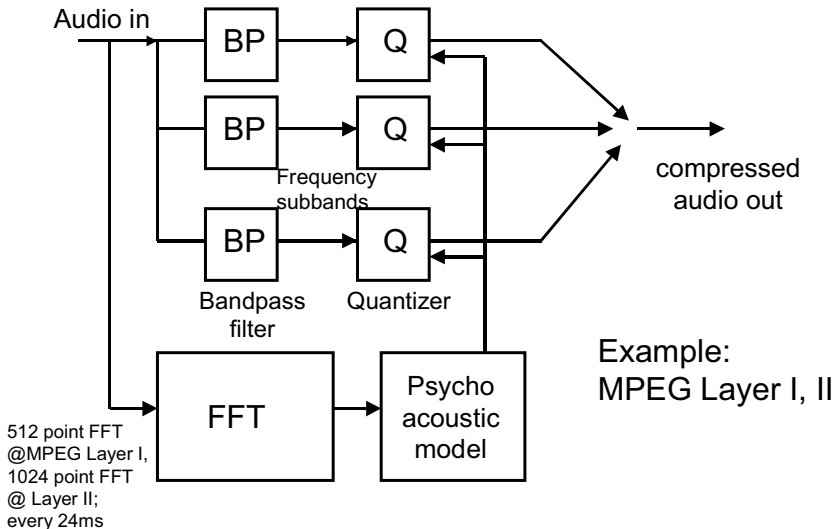 Audio in
BP
Q
BP
Q
Frequency
subbands
compressed
audio out
BP
Q
Bandpass
filter
Quantizer
Example:
MPEG Layer I, II
FFT
Psycho
acoustic
model
512 point FFT
@MPEG Layer I,
1024 point FFT
@ Layer II;
every 24ms